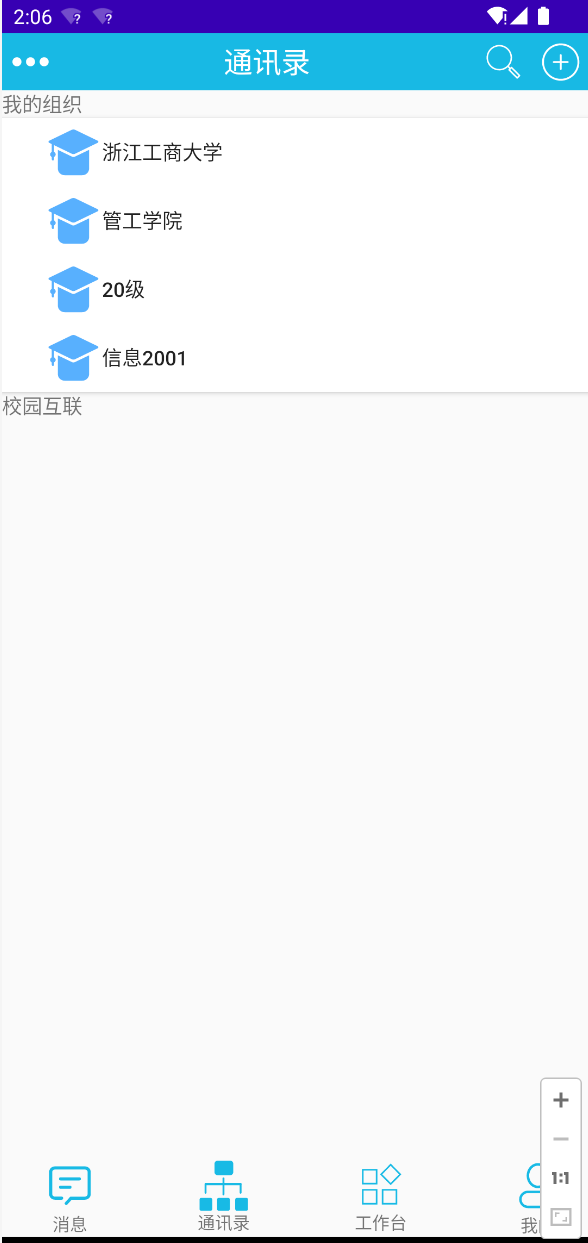 2:06
通讯录
我的组织
浙江工商大学
管工学院
20级
信息2001
校园互联
消息
通讯录
工作台
我
1:1